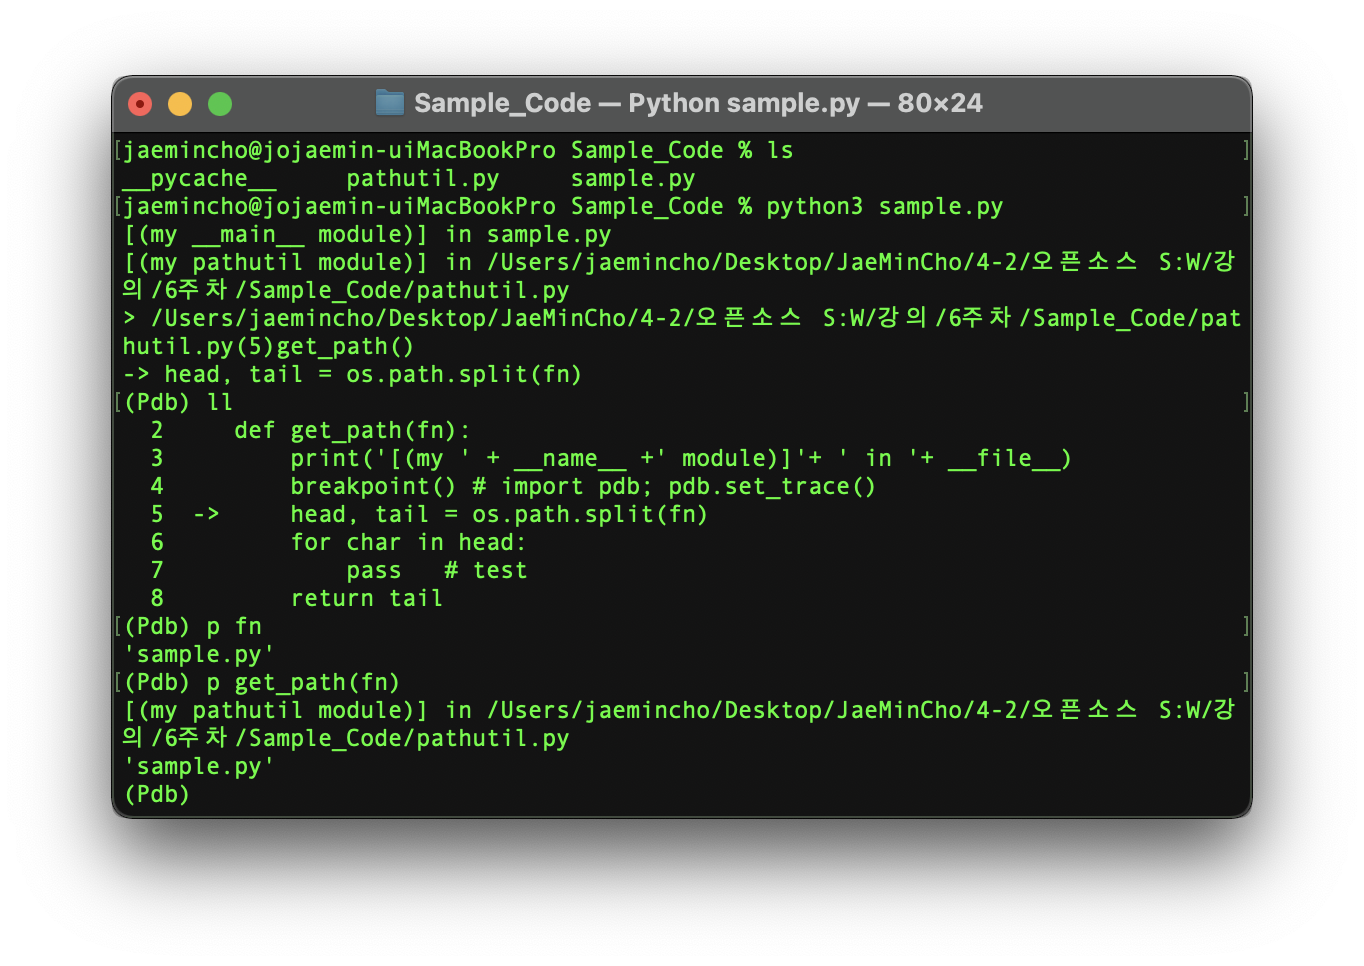 Sample_Code — Python sample.py — 80×24
[jaemincho@jojaemin-uiMacBookPro Sample_Code % ls ]
__pycache__     pathutil.py     sample.py
[jaemincho@jojaemin-uiMacBookPro Sample_Code % python3 sample.py ]
[(my __main__ module)] in sample.py
[(my pathutil module)] in /Users/jaemincho/Desktop/JaeMinCho/4-2/오픈소스 S:W/강
의/6주차/Sample_Code/pathutil.py
> /Users/jaemincho/Desktop/JaeMinCho/4-2/오픈소스 S:W/강의/6주차/Sample_Code/pat
hutil.py(5)get_path()
-> head, tail = os.path.split(fn)
[(Pdb) ll ]
  2     def get_path(fn):
  3         print('[(my ' + __name__ +' module)]'+ ' in '+ __file__)
  4         breakpoint() # import pdb; pdb.set_trace()
  5  ->     head, tail = os.path.split(fn)
  6         for char in head:
  7             pass   # test
  8         return tail
[(Pdb) p fn ]
'sample.py'
[(Pdb) p get_path(fn) ]
[(my pathutil module)] in /Users/jaemincho/Desktop/JaeMinCho/4-2/오픈소스 S:W/강
의/6주차/Sample_Code/pathutil.py
'sample.py'
(Pdb)